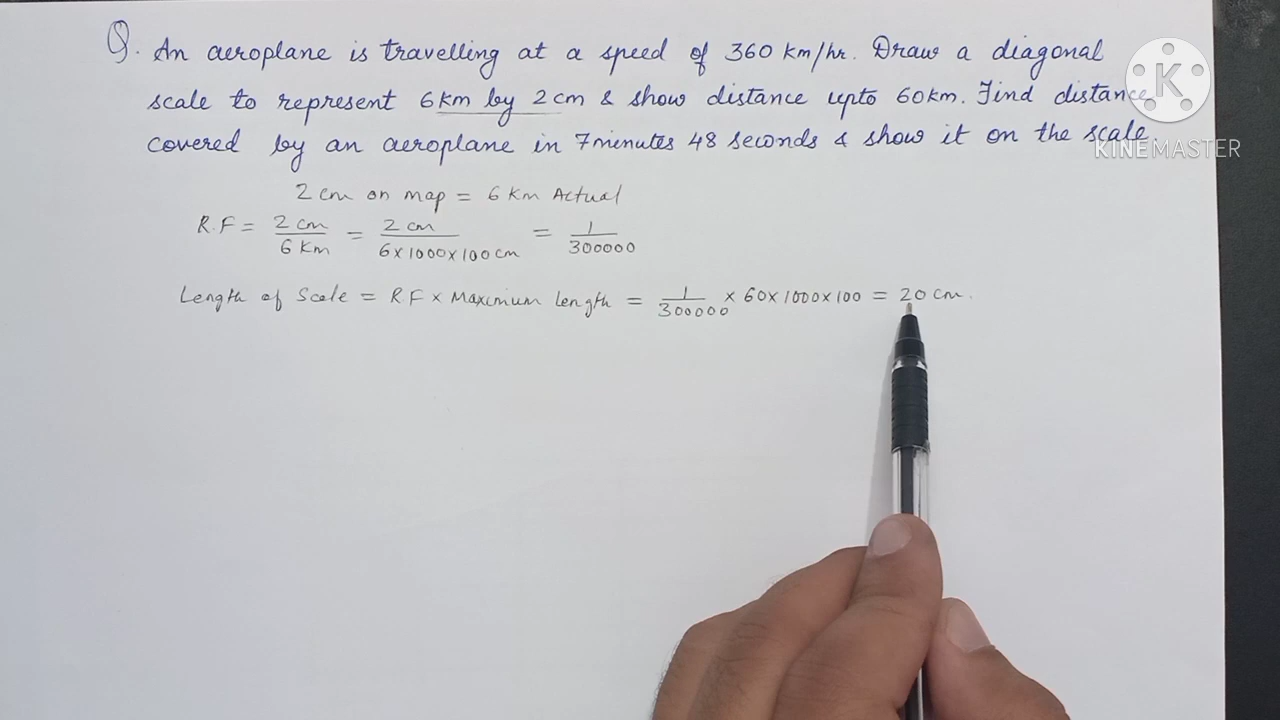 Q. An aeroplane is travelling at a speed of 360 km/hr. Draw a diagonal
scale to represent 6km by 2cm & show distance upto 60km. Find distance
covered by an aeroplane in 7minutes 48 seconds & show it on the scale.
K
KINEMASTER
2 cm on map = 6 Km Actual
R.F = 2 cm / 6 Km = 2 cm / 6×1000×100 cm = 1 / 300000
Length of Scale = R.F × Maximum Length = 1 / 300000 × 60×1000×100 = 20 cm.